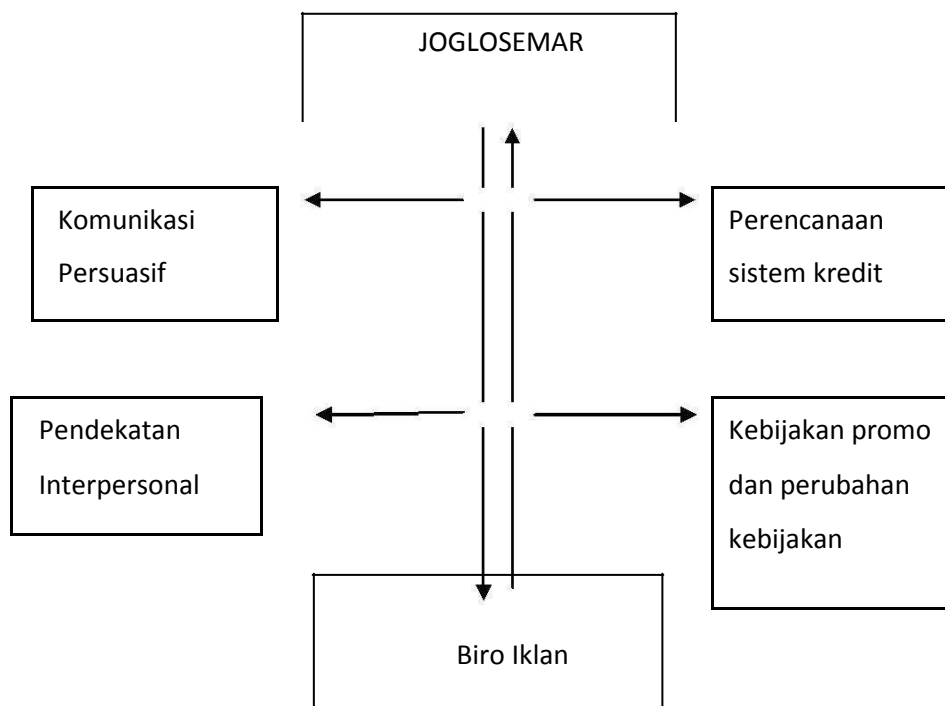 JOGLOSEMAR
Komunikasi
Persuasif
Perencanaan
sistem kredit
Pendekatan
Interpersonal
Kebijakan promo
dan perubahan
kebijakan
Biro Iklan